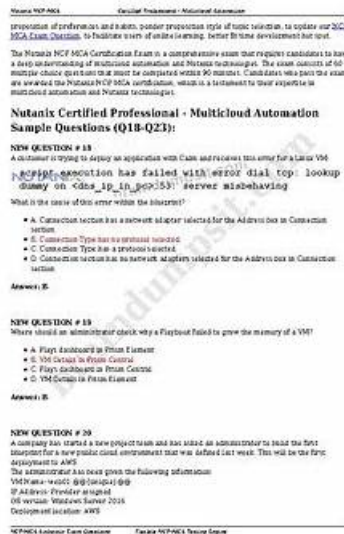 Nutanix NCP-MCA Certified Professional - Multicloud Automation
preposition of preferences and habits, ponder proposition style of topic selection, to update our NCP-
MCA Exam Question, to facilitate users of online learning, better fit time development hot spot.
The Nutanix NCP-MCA Certification Exam is a comprehensive exam that requires candidates to have
a deep understanding of multicloud automation and Nutanix technologies. The exam consists of 60
multiple-choice questions that must be completed within 90 minutes. Candidates who pass the exam
are awarded the Nutanix NCP-MCA certification, which is a testament to their expertise in
multicloud automation and Nutanix technologies.
Nutanix Certified Professional - Multicloud Automation
Sample Questions (Q18-Q23):
NEW QUESTION # 18
A customer is trying to deploy an application with Calm and receives this error for a Linux VM
script execution has failed with error dial tcp: lookup
dummy on <dns_ip_in_pc>:53: server misbehaving
What is the cause of this error within the blueprint?
A. Connection section has a network adapter selected for the Address box in Connection
section
B. Connection Type has no protocol selected
C. Connection Type has a protocol selected
D. Connection section has no network adapters selected for the Address box in Connection
section
Answer: B
NEW QUESTION # 19
Where should an administrator check why a Playbook failed to grow the memory of a VM?
A. Plays dashboard in Prism Element
B. VM Details in Prism Central
C. Plays dashboard in Prism Central
D. VM Details in Prism Element
Answer: B
NEW QUESTION # 20
A company has started a new project team and has asked an administrator to build the first
blueprint for a new public cloud environment that was defined last week. This will be the first
deployment to AWS
The administrator has been given the following information:
VM Name: web01-@@{unique}@@
IP Address: Provider assigned
OS version: Windows Server 2016
Deployment location: AWS